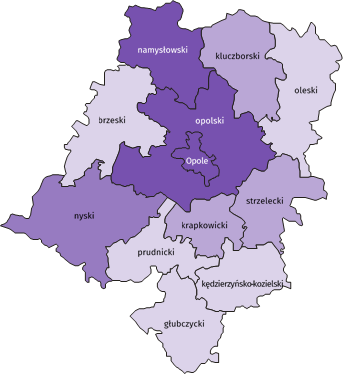 namysłowski
kluczborski
oleski
brzeski
opolski
Opole
strzelecki
nyski
krapkowicki
prudnicki
kędzierzyńsko-kozielski
głubczycki